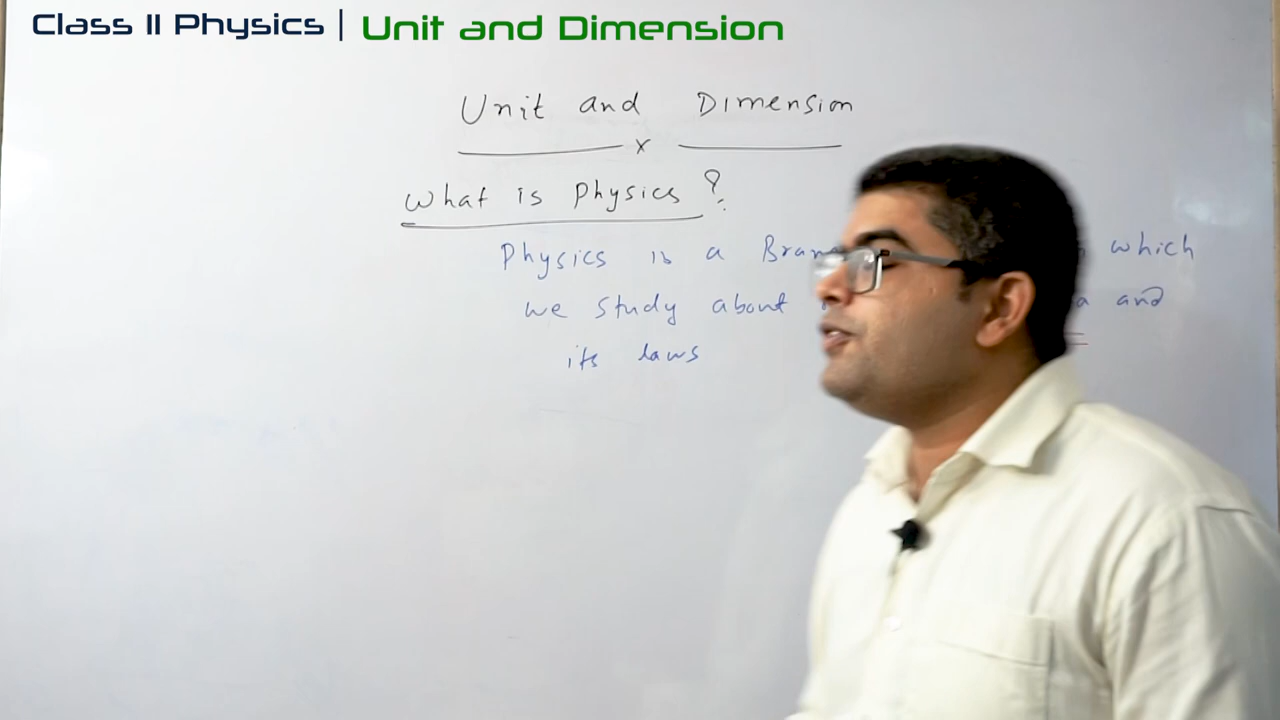 Class 11 Physics | Unit and Dimension
Unit and Dimension
x
What is Physics ?
Physics is a which
we study about and
its laws